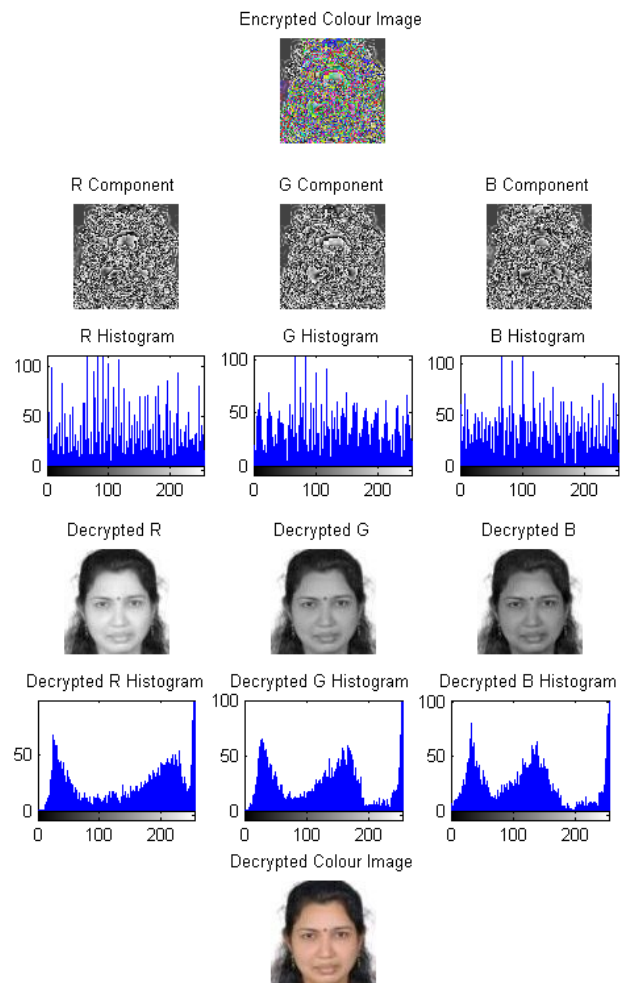 Encrypted Colour Image
R Component G Component B Component
R Histogram G Histogram B Histogram
100 100 100
50 50 50
0 0 0
0 100 200 0 100 200 0 100 200
Decrypted R Decrypted G Decrypted B
Decrypted R Histogram Decrypted G Histogram Decrypted B Histogram
100 100
50 50 50
0 0 0
0 100 200 0 100 200 0 100 200
Decrypted Colour Image